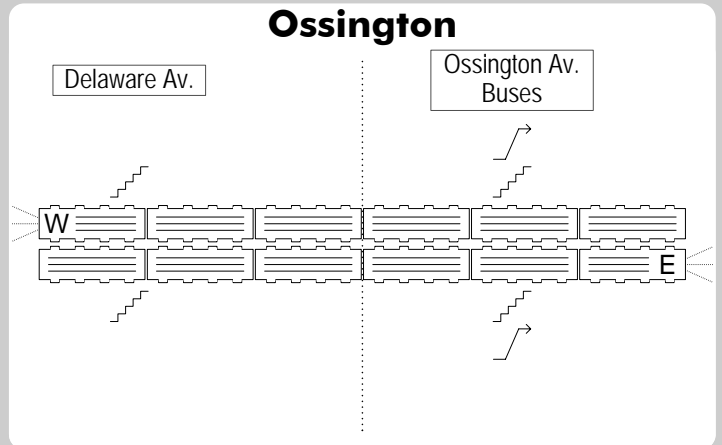 Ossington
Delaware Av.
Ossington Av.
Buses
W
E